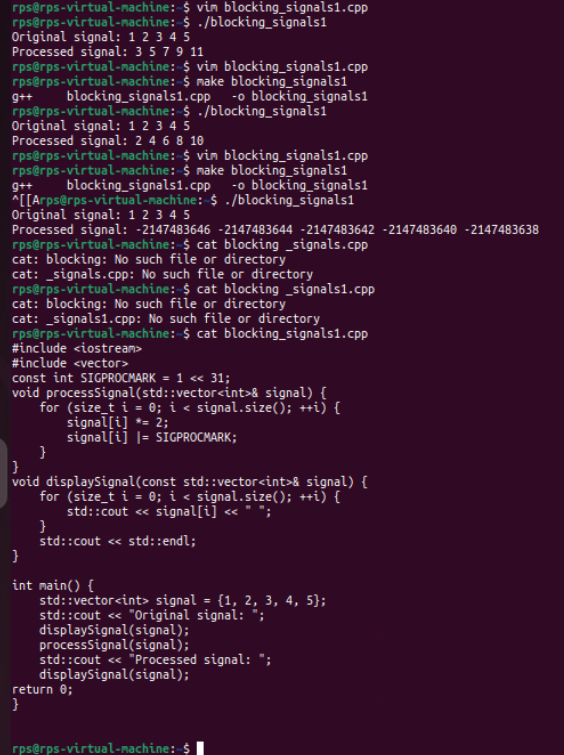 rps@rps-virtual-machine:~$ vim blocking_signals1.cpp
rps@rps-virtual-machine:~$ ./blocking_signals1
Original signal: 1 2 3 4 5
Processed signal: 3 5 7 9 11
rps@rps-virtual-machine:~$ vim blocking_signals1.cpp
rps@rps-virtual-machine:~$ make blocking_signals1
g++     blocking_signals1.cpp   -o blocking_signals1
rps@rps-virtual-machine:~$ ./blocking_signals1
Original signal: 1 2 3 4 5
Processed signal: 2 4 6 8 10
rps@rps-virtual-machine:~$ vim blocking_signals1.cpp
rps@rps-virtual-machine:~$ make blocking_signals1
g++     blocking_signals1.cpp   -o blocking_signals1
^[[Arps@rps-virtual-machine:~$ ./blocking_signals1
Original signal: 1 2 3 4 5
Processed signal: -2147483646 -2147483644 -2147483642 -2147483640 -2147483638
rps@rps-virtual-machine:~$ cat blocking _signals.cpp
cat: blocking: No such file or directory
cat: _signals.cpp: No such file or directory
rps@rps-virtual-machine:~$ cat blocking _signals1.cpp
cat: blocking: No such file or directory
cat: _signals1.cpp: No such file or directory
rps@rps-virtual-machine:~$ cat blocking_signals1.cpp
#include <iostream>
#include <vector>
const int SIGPROCMARK = 1 << 31;
void processSignal(std::vector<int>& signal) {
    for (size_t i = 0; i < signal.size(); ++i) {
        signal[i] *= 2;
        signal[i] |= SIGPROCMARK;
    }
}
void displaySignal(const std::vector<int>& signal) {
    for (size_t i = 0; i < signal.size(); ++i) {
        std::cout << signal[i] << " ";
    }
    std::cout << std::endl;
}

int main() {
    std::vector<int> signal = {1, 2, 3, 4, 5};
    std::cout << "Original signal: ";
    displaySignal(signal);
    processSignal(signal);
    std::cout << "Processed signal: ";
    displaySignal(signal);
return 0;
}

rps@rps-virtual-machine:~$